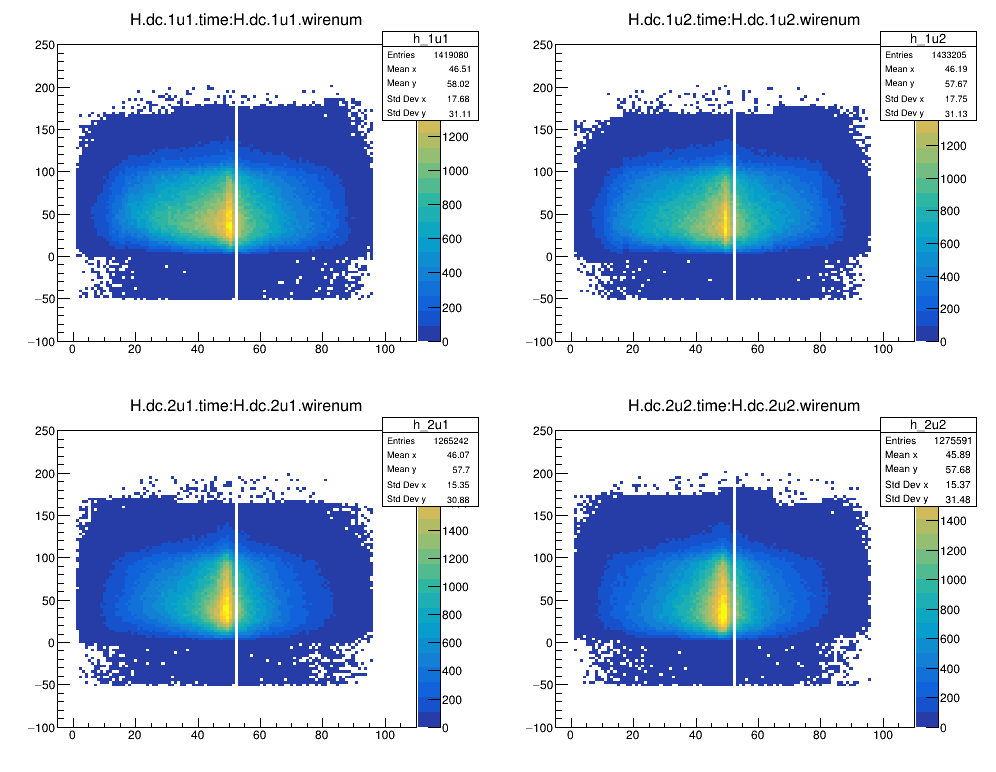 H.dc.1u1.time:H.dc.1u1.wirenum
h_1u1
Entries 1419080
Mean x 46.51
Mean y 58.02
Std Dev x 17.68
Std Dev y 31.11
250
200
150
100
50
0
−50
−100
0 20 40 60 80 100
1200
1000
800
600
400
200
0
H.dc.1u2.time:H.dc.1u2.wirenum
h_1u2
Entries 1433205
Mean x 46.19
Mean y 57.67
Std Dev x 17.75
Std Dev y 31.13
250
200
150
100
50
0
−50
−100
0 20 40 60 80 100
1200
1000
800
600
400
200
0
H.dc.2u1.time:H.dc.2u1.wirenum
h_2u1
Entries 1265242
Mean x 46.07
Mean y 57.7
Std Dev x 15.35
Std Dev y 30.88
250
200
150
100
50
0
−50
−100
0 20 40 60 80 100
1400
1200
1000
800
600
400
200
0
H.dc.2u2.time:H.dc.2u2.wirenum
h_2u2
Entries 1275591
Mean x 45.89
Mean y 57.68
Std Dev x 15.37
Std Dev y 31.48
250
200
150
100
50
0
−50
−100
0 20 40 60 80 100
1400
1200
1000
800
600
400
200
0